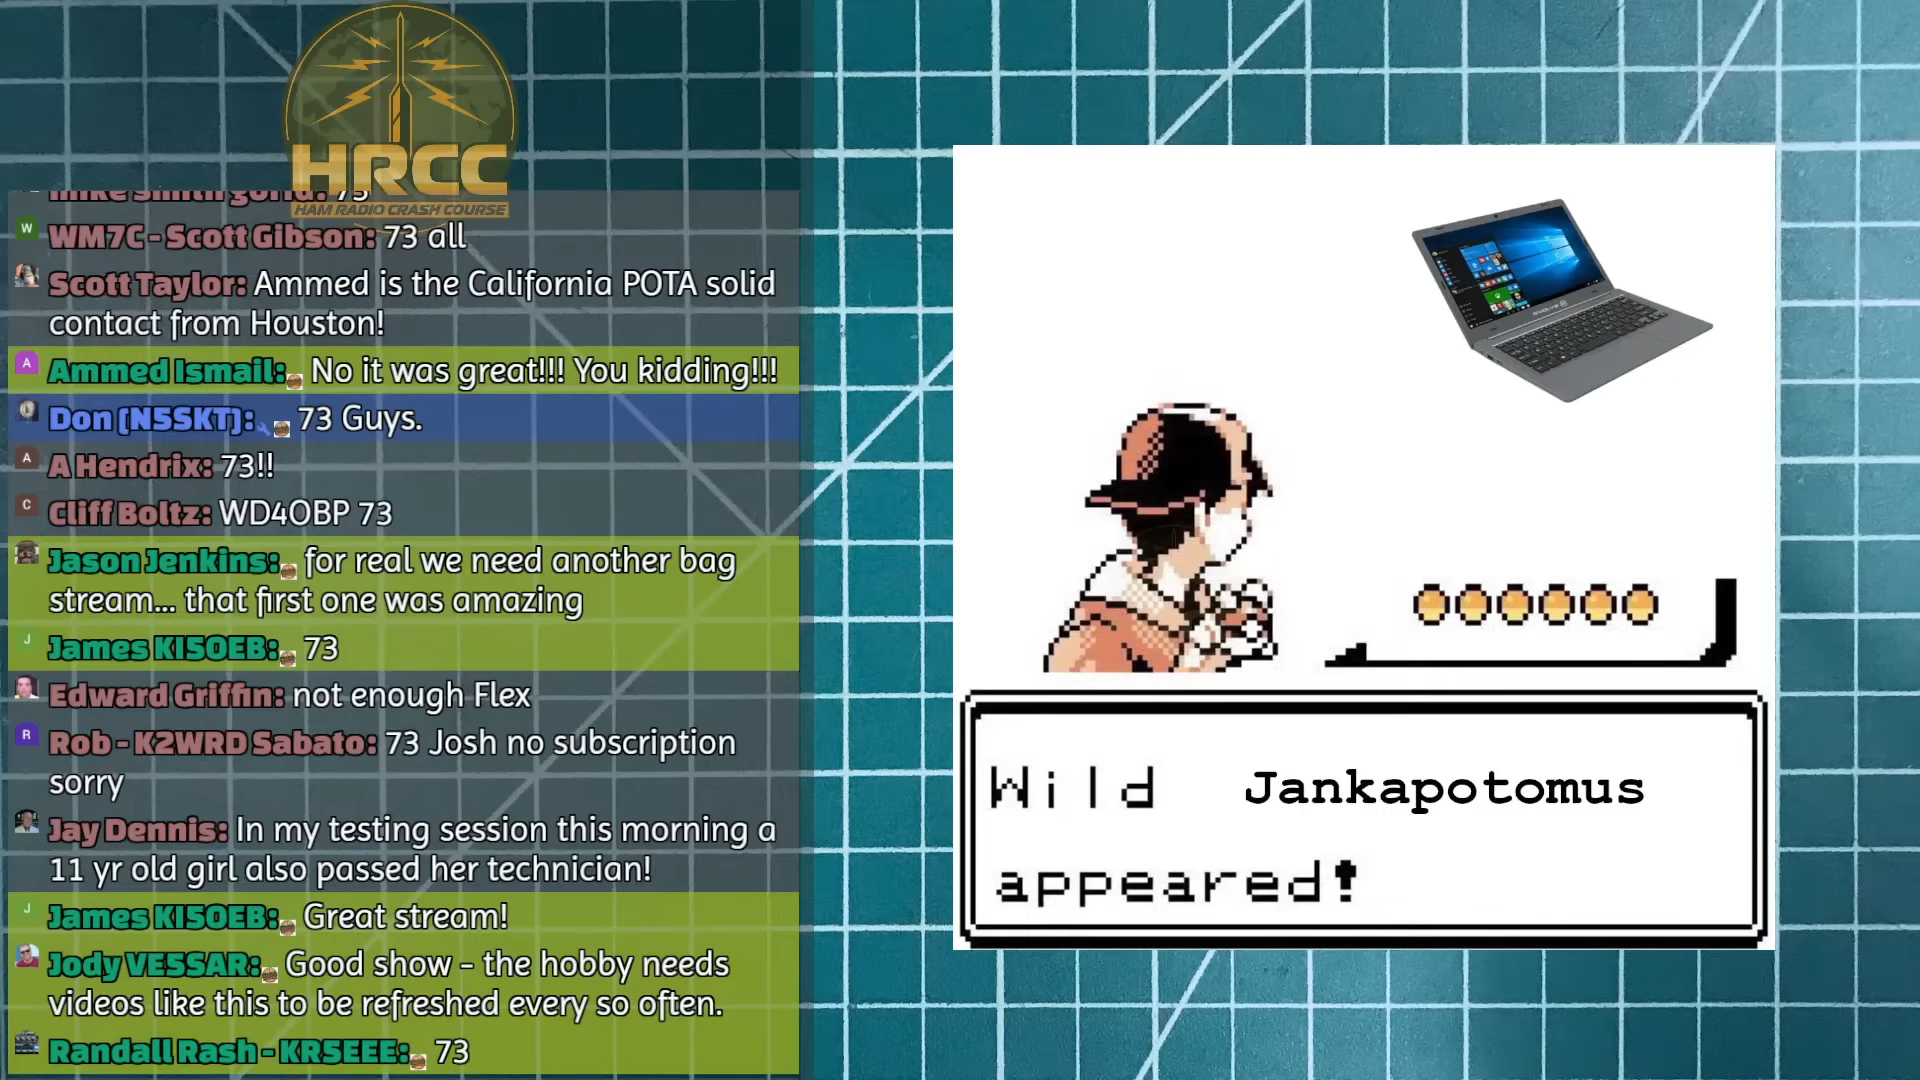 HRCC
HAM RADIO CRASH COURSE
Mike Smith 73
WM7C - Scott Gibson: 73 all
Scott Taylor: Ammed is the California POTA solid
contact from Houston!
Ammed Ismail: No it was great!!! You kidding!!!
Don (N5SKT): 73 Guys.
A Hendrix: 73!!
Cliff Boltz: WD4OBP 73
Jason Jenkins: for real we need another bag
stream... that first one was amazing
James KI5OEB: 73
Edward Griffin: not enough Flex
Rob - K2WRD Sabato: 73 Josh no subscription
sorry
Jay Dennis: In my testing session this morning a
11 yr old girl also passed her technician!
James KI5OEB: Great stream!
Jody VE5SAR: Good show - the hobby needs
videos like this to be refreshed every so often.
Randall Rash - KR5EEE: 73
Wild Jankapotomus
appeared!